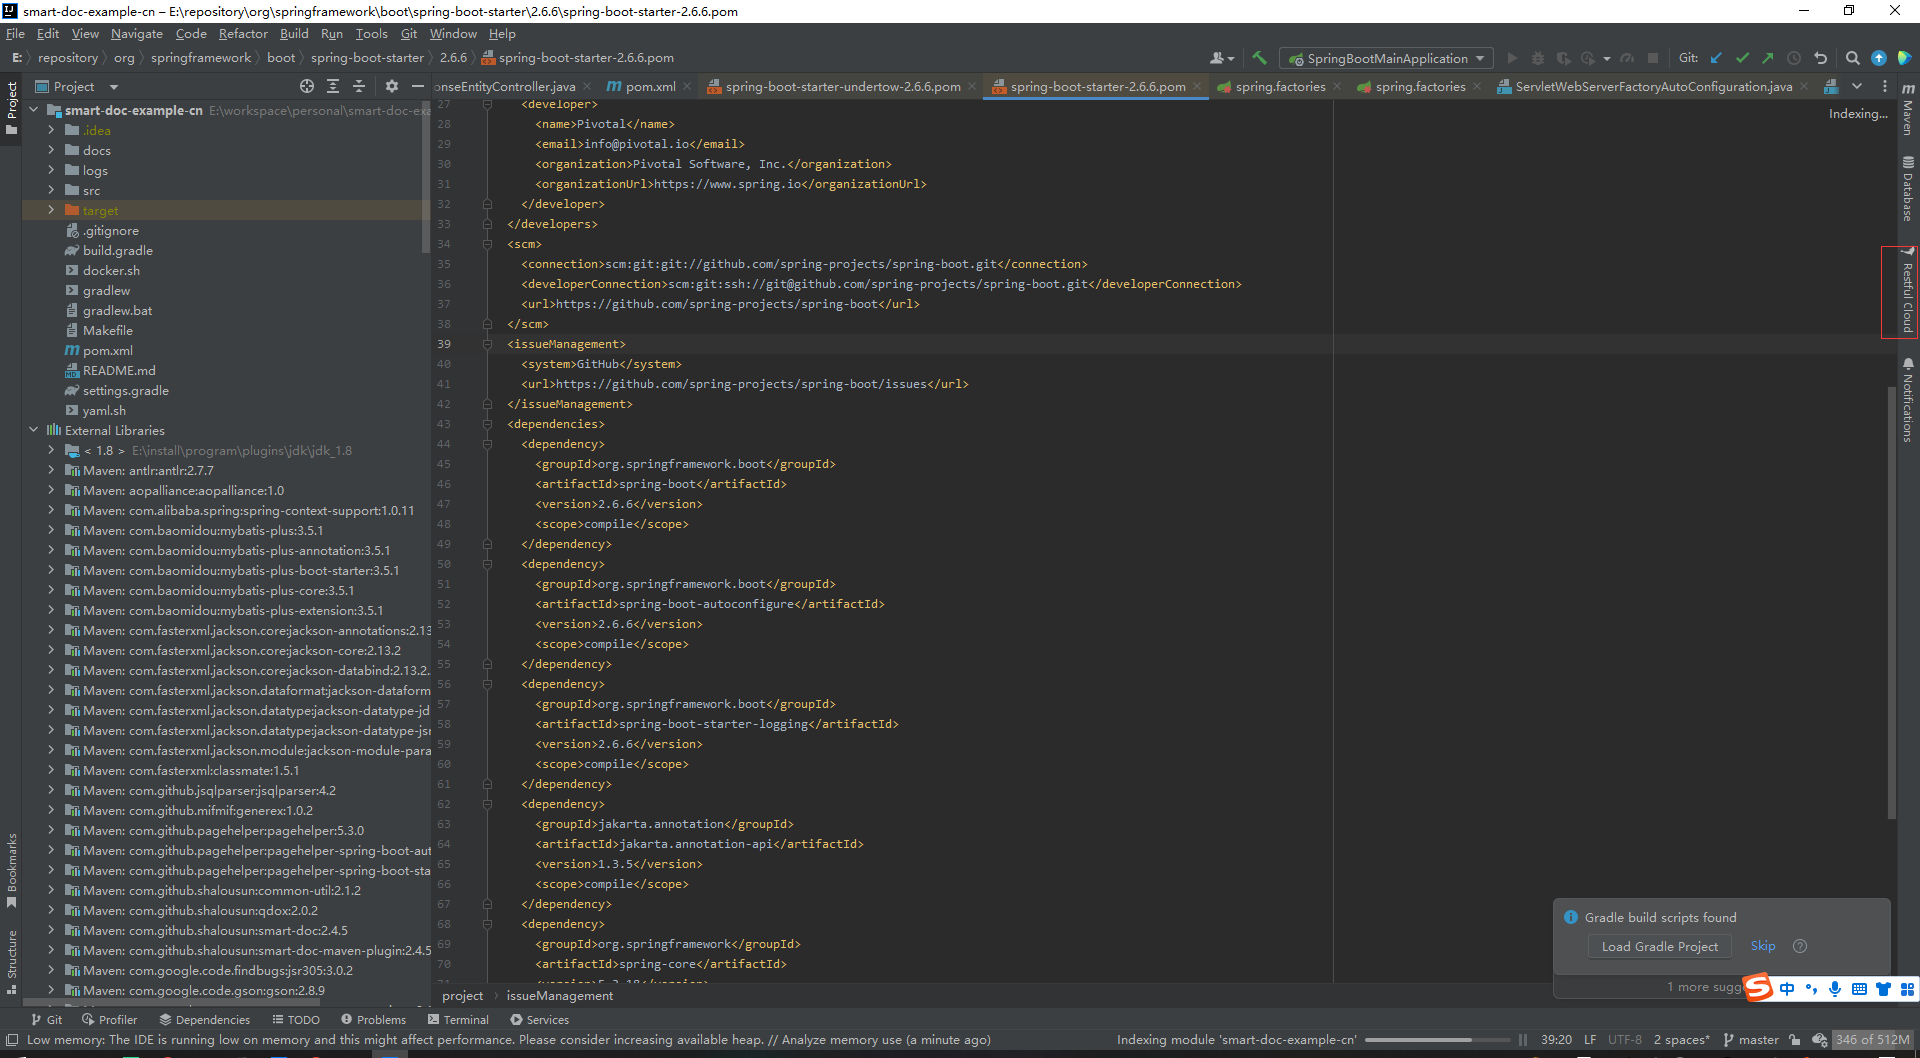 smart-doc-example-cn – E:\repository\org\springframework\boot\spring-boot-starter\2.6.6\spring-boot-starter-2.6.6.pom
File Edit View Navigate Code Refactor Build Run Tools Git Window Help
E: repository org springframework boot spring-boot-starter 2.6.6 spring-boot-starter-2.6.6.pom
SpringBootMainApplication
Git:
Project
onseEntityController.java pom.xml spring-boot-starter-undertow-2.6.6.pom spring-boot-starter-2.6.6.pom spring.factories spring.factories ServletWebServerFactoryAutoConfiguration.java
Project
Bookmarks
Structure
smart-doc-example-cn E:\workspace\personal\smart-doc-exa
.idea
docs
logs
src
target
.gitignore
build.gradle
docker.sh
gradlew
gradlew.bat
Makefile
pom.xml
README.md
settings.gradle
yaml.sh
External Libraries
< 1.8 > E:\install\program\plugins\jdk\jdk_1.8
Maven: antlr:antlr:2.7.7
Maven: aopalliance:aopalliance:1.0
Maven: com.alibaba.spring:spring-context-support:1.0.11
Maven: com.baomidou:mybatis-plus:3.5.1
Maven: com.baomidou:mybatis-plus-annotation:3.5.1
Maven: com.baomidou:mybatis-plus-boot-starter:3.5.1
Maven: com.baomidou:mybatis-plus-core:3.5.1
Maven: com.baomidou:mybatis-plus-extension:3.5.1
Maven: com.fasterxml.jackson.core:jackson-annotations:2.13
Maven: com.fasterxml.jackson.core:jackson-core:2.13.2
Maven: com.fasterxml.jackson.core:jackson-databind:2.13.2.
Maven: com.fasterxml.jackson.dataformat:jackson-dataform
Maven: com.fasterxml.jackson.datatype:jackson-datatype-jd
Maven: com.fasterxml.jackson.datatype:jackson-datatype-jsr
Maven: com.fasterxml.jackson.module:jackson-module-para
Maven: com.fasterxml:classmate:1.5.1
Maven: com.github.jsqlparser:jsqlparser:4.2
Maven: com.github.mifmif:generex:1.0.2
Maven: com.github.pagehelper:pagehelper:5.3.0
Maven: com.github.pagehelper:pagehelper-spring-boot-aut
Maven: com.github.pagehelper:pagehelper-spring-boot-sta
Maven: com.github.shalousun:common-util:2.1.2
Maven: com.github.shalousun:qdox:2.0.2
Maven: com.github.shalousun:smart-doc:2.4.5
Maven: com.github.shalousun:smart-doc-maven-plugin:2.4.5
Maven: com.google.code.findbugs:jsr305:3.0.2
Maven: com.google.code.gson:gson:2.8.9
27 <developer>
28 <name>Pivotal</name>
29 <email>info@pivotal.io</email>
30 <organization>Pivotal Software, Inc.</organization>
31 <organizationUrl>https://www.spring.io</organizationUrl>
32 </developer>
33 </developers>
34 <scm>
35 <connection>scm:git:git://github.com/spring-projects/spring-boot.git</connection>
36 <developerConnection>scm:git:ssh://git@github.com/spring-projects/spring-boot.git</developerConnection>
37 <url>https://github.com/spring-projects/spring-boot</url>
38 </scm>
39 <issueManagement>
40 <system>GitHub</system>
41 <url>https://github.com/spring-projects/spring-boot/issues</url>
42 </issueManagement>
43 <dependencies>
44 <dependency>
45 <groupId>org.springframework.boot</groupId>
46 <artifactId>spring-boot</artifactId>
47 <version>2.6.6</version>
48 <scope>compile</scope>
49 </dependency>
50 <dependency>
51 <groupId>org.springframework.boot</groupId>
52 <artifactId>spring-boot-autoconfigure</artifactId>
53 <version>2.6.6</version>
54 <scope>compile</scope>
55 </dependency>
56 <dependency>
57 <groupId>org.springframework.boot</groupId>
58 <artifactId>spring-boot-starter-logging</artifactId>
59 <version>2.6.6</version>
60 <scope>compile</scope>
61 </dependency>
62 <dependency>
63 <groupId>jakarta.annotation</groupId>
64 <artifactId>jakarta.annotation-api</artifactId>
65 <version>1.3.5</version>
66 <scope>compile</scope>
67 </dependency>
68 <dependency>
69 <groupId>org.springframework</groupId>
70 <artifactId>spring-core</artifactId>
Indexing...
Maven
Database
Restful Cloud
Notifications
Gradle build scripts found
Load Gradle Project Skip
1 more sugg
中
project issueManagement
Git Profiler Dependencies TODO Problems Terminal Services
Low memory: The IDE is running low on memory and this might affect performance. Please consider increasing available heap. // Analyze memory use (a minute ago)
Indexing module 'smart-doc-example-cn' 39:20 LF UTF-8 2 spaces* master 346 of 512M